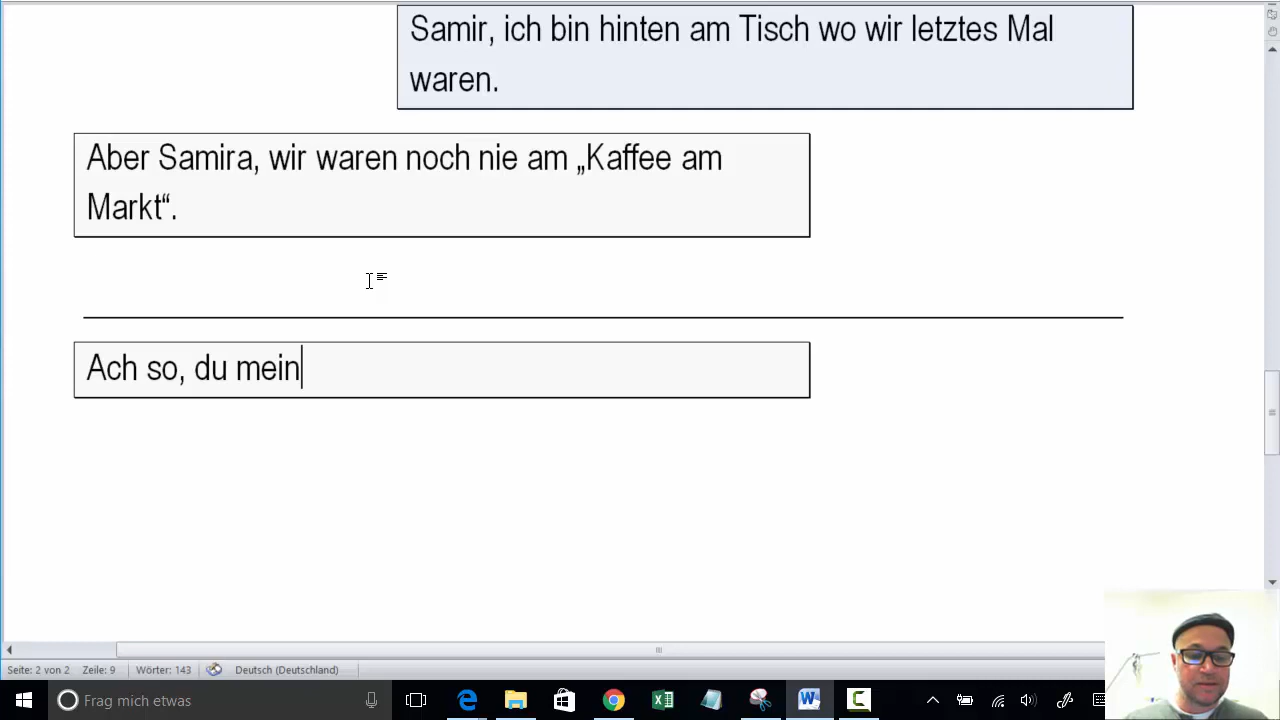 Samir, ich bin hinten am Tisch wo wir letztes Mal
waren.
Aber Samira, wir waren noch nie am „Kaffee am
Markt“.
Ach so, du mein
Seite: 2 von 2 Zeile: 9 Wörter: 143 Deutsch (Deutschland)
Frag mich etwas